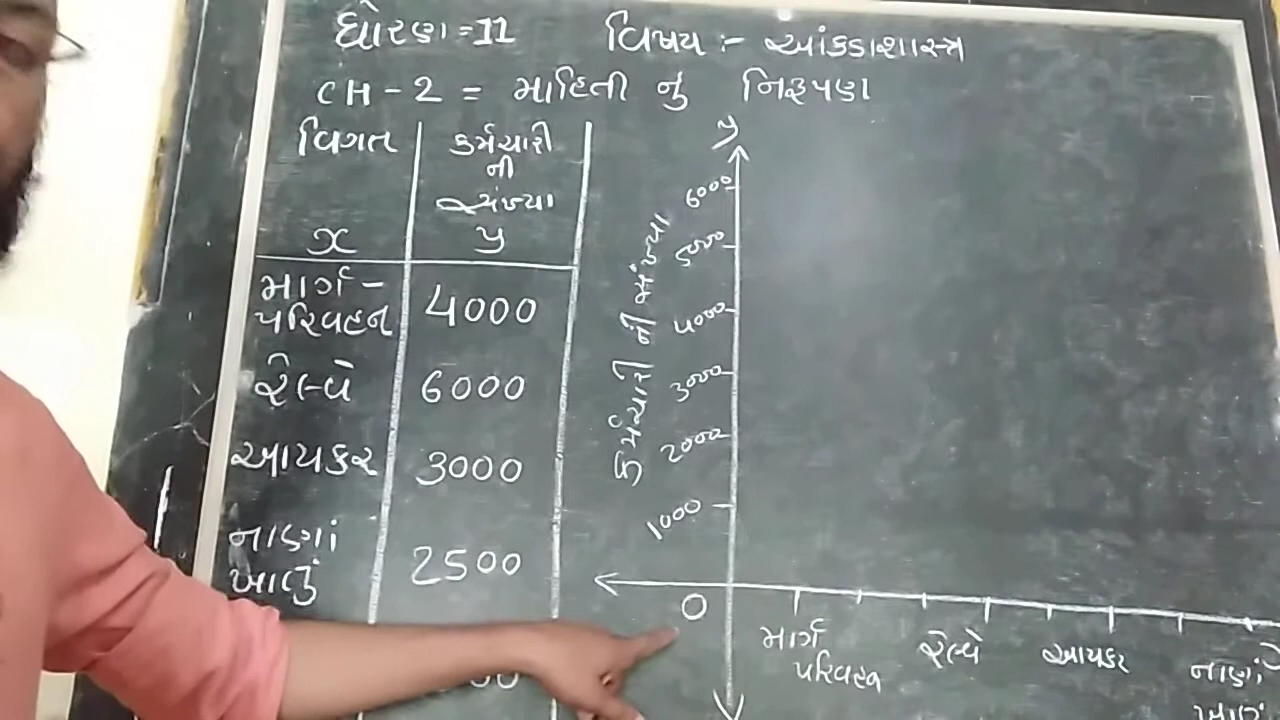 ધોરણ = 11 વિષય :- આંકડાશાસ્ત્ર
CH - 2 = માહિતી નું નિરૂપણ
વિગત
x
કર્મચારી
ની
સંખ્યા
y
માર્ગ -
પરિવહન
4000
રેલ્વે 6000
આયકર 3000
નાણાં
ખાતું
2500
y
6000
5000
4000
3000
2000
1000
0
કર્મચારી ની સંખ્યા
માર્ગ
પરિવહન
રેલ્વે
આયકર
નાણાં
ખાતું